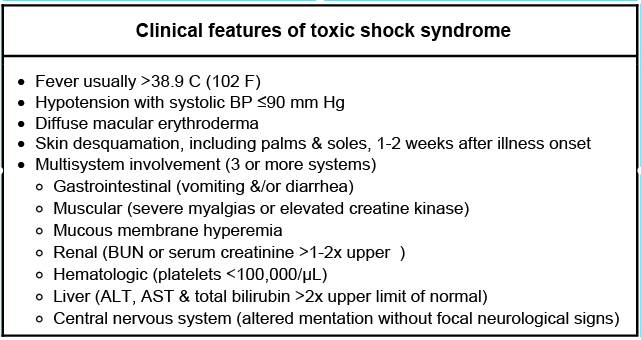 Clinical features of toxic shock syndrome
• Fever usually >38.9 C (102 F)
• Hypotension with systolic BP ≤90 mm Hg
• Diffuse macular erythroderma
• Skin desquamation, including palms & soles, 1-2 weeks after illness onset
• Multisystem involvement (3 or more systems)
o Gastrointestinal (vomiting &/or diarrhea)
o Muscular (severe myalgias or elevated creatine kinase)
o Mucous membrane hyperemia
o Renal (BUN or serum creatinine >1-2x upper )
o Hematologic (platelets <100,000/µL)
o Liver (ALT, AST & total bilirubin >2x upper limit of normal)
o Central nervous system (altered mentation without focal neurological signs)